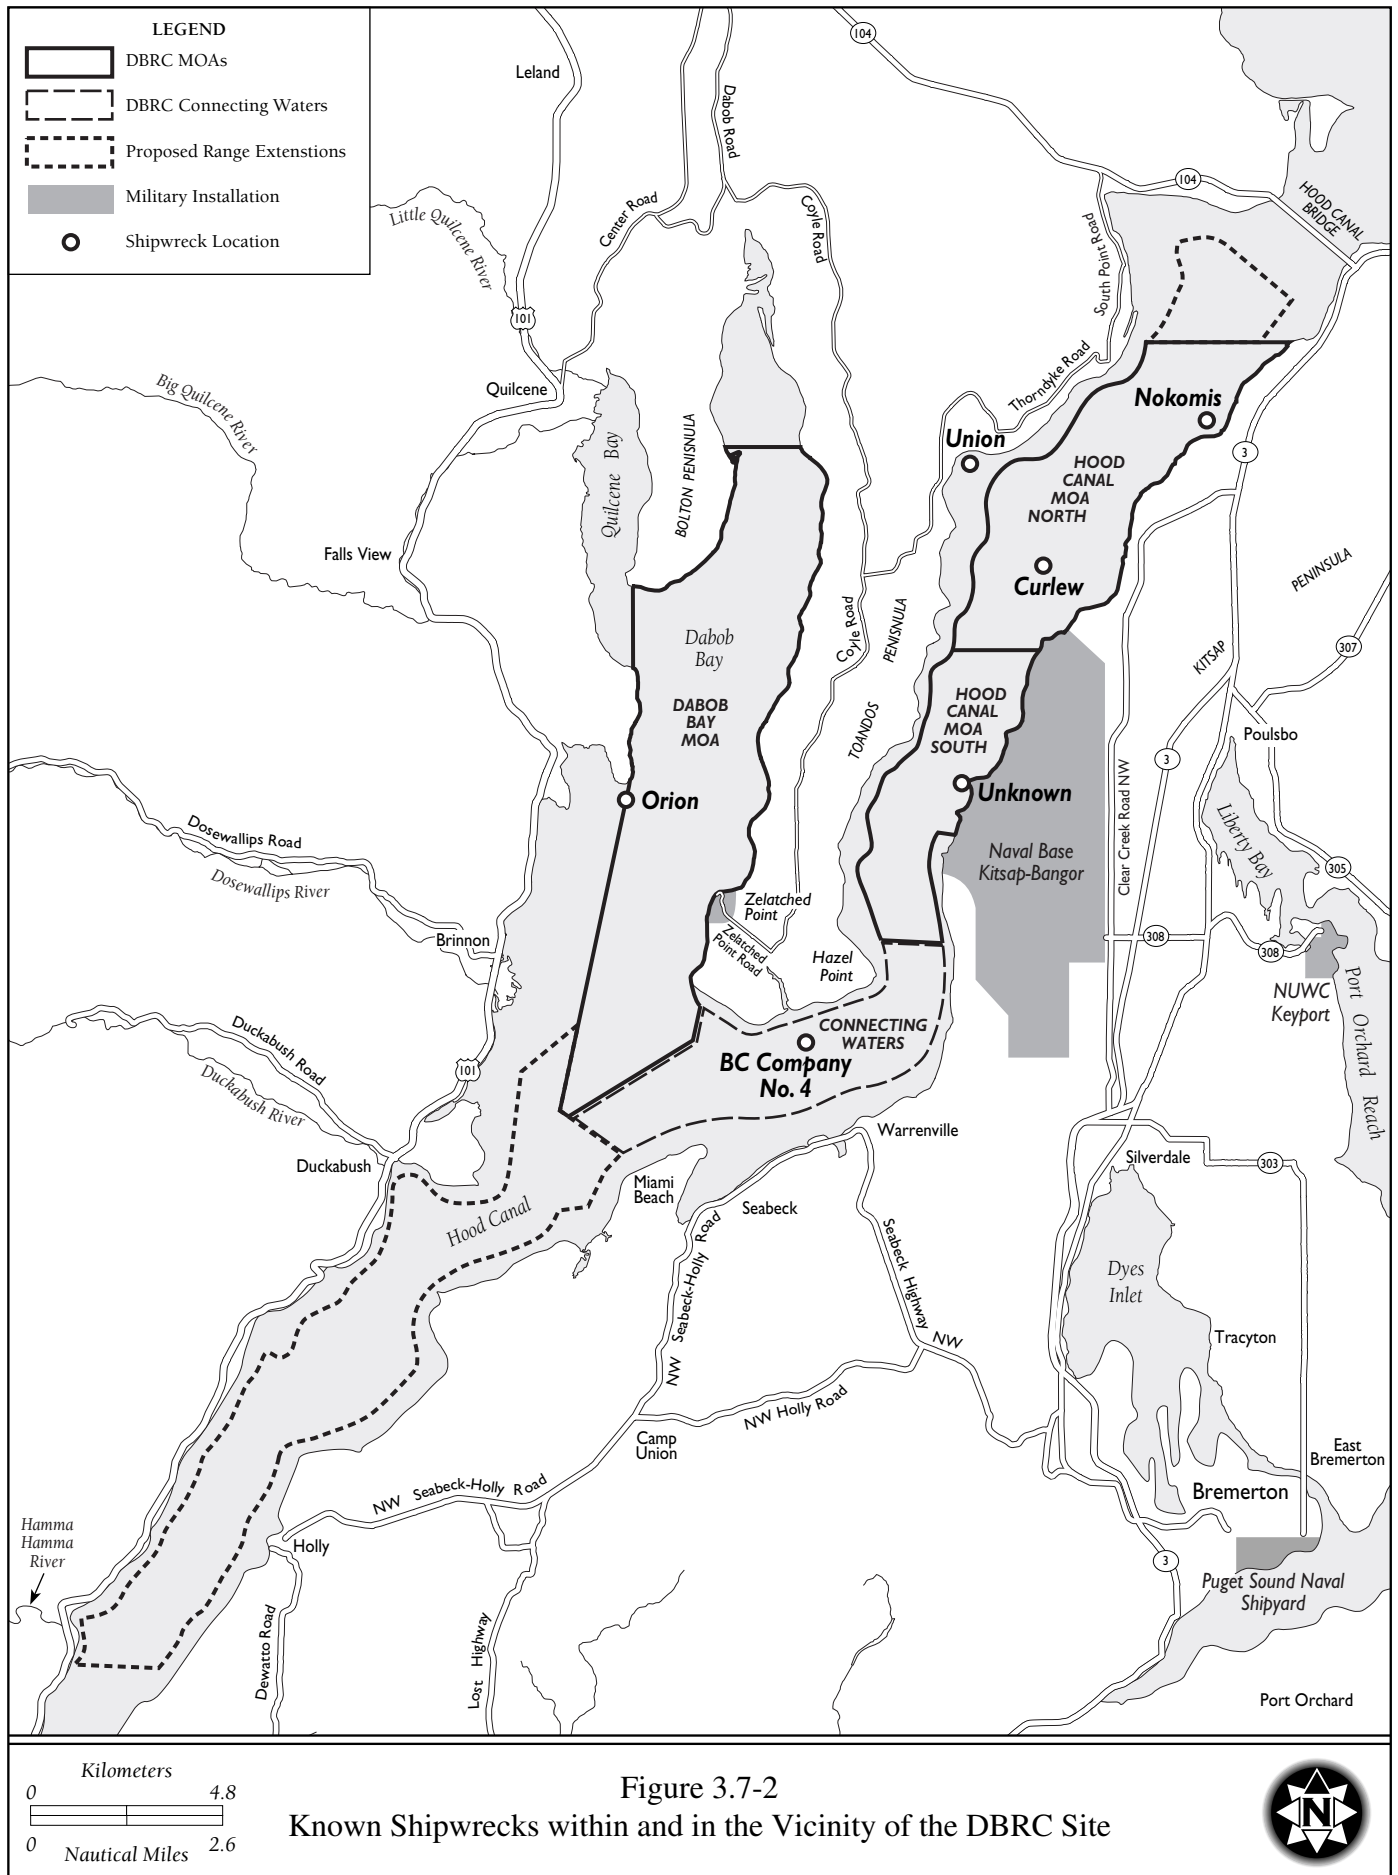 LEGEND
DBRC MOAs
DBRC Connecting Waters
Proposed Range Extenstions
Military Installation
Shipwreck Location
104
Leland
Dabob Road
Center Road
Coyle Road
Little Quilcene River
101
104
HOOD CANAL
BRIDGE
South Point Road
Thorndyke Road
Quilcene
Big Quilcene River
Quilcene Bay
BOLTON PENISNULA
Nokomis
Union
3
HOOD
CANAL
MOA
NORTH
Falls View
Curlew
PENINSULA
KITSAP
307
Coyle Road
PENISNULA
TOANDOS
Dabob
Bay
DABOB
BAY
MOA
HOOD
CANAL
MOA
SOUTH
Poulsbo
3
Clear Creek Road NW
Unknown
Orion
Liberty Bay
Dosewallips Road
Dosewallips River
Naval Base
Kitsap-Bangor
305
Zelatched
Point
Zelatched
Point Road
Brinnon
308
308
Hazel
Point
NUWC
Keyport
Port Orchard Reach
CONNECTING
WATERS
BC Company
No. 4
Duckabush Road
Duckabush River
101
Warrenville
Duckabush
Silverdale
303
Miami
Beach
Seabeck
Hood Canal
NW Seabeck-Holly Road
Seabeck Highway NW
Dyes
Inlet
Tracyton
NW Holly Road
Camp
Union
East
Bremerton
NW Seabeck-Holly Road
Bremerton
Hamma
Hamma
River
Holly
3
Puget Sound Naval
Shipyard
Dewatto Road
Lost Highway
Port Orchard
Kilometers
0 4.8
0 2.6
Nautical Miles
Figure 3.7-2
Known Shipwrecks within and in the Vicinity of the DBRC Site
N